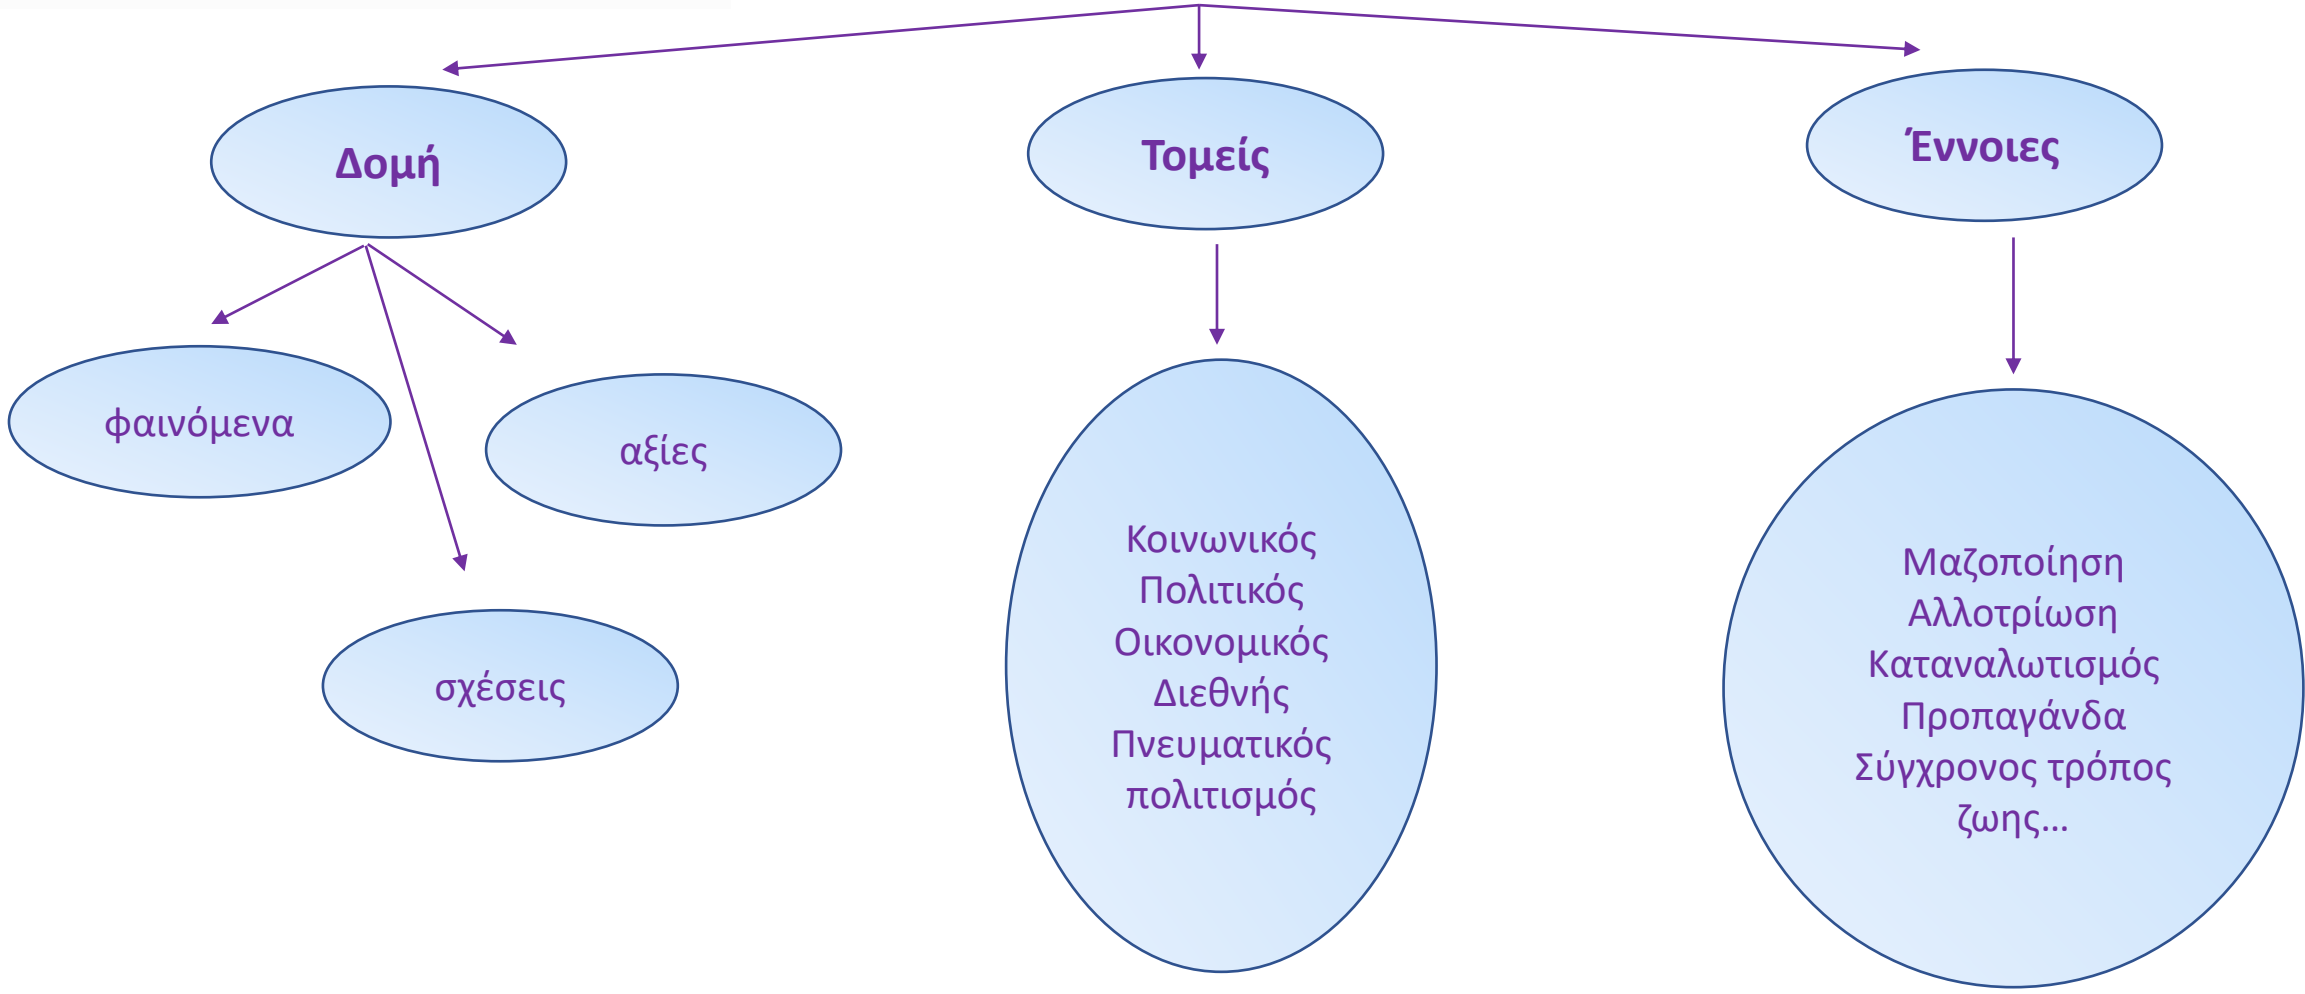 Δομή
Τομείς
Έννοιες
φαινόμενα
αξίες
σχέσεις
Κοινωνικός
Πολιτικός
Οικονομικός
Διεθνής
Πνευματικός
πολιτισμός
Μαζοποίηση
Αλλοτρίωση
Καταναλωτισμός
Προπαγάνδα
Σύγχρονος τρόπος
ζωης…